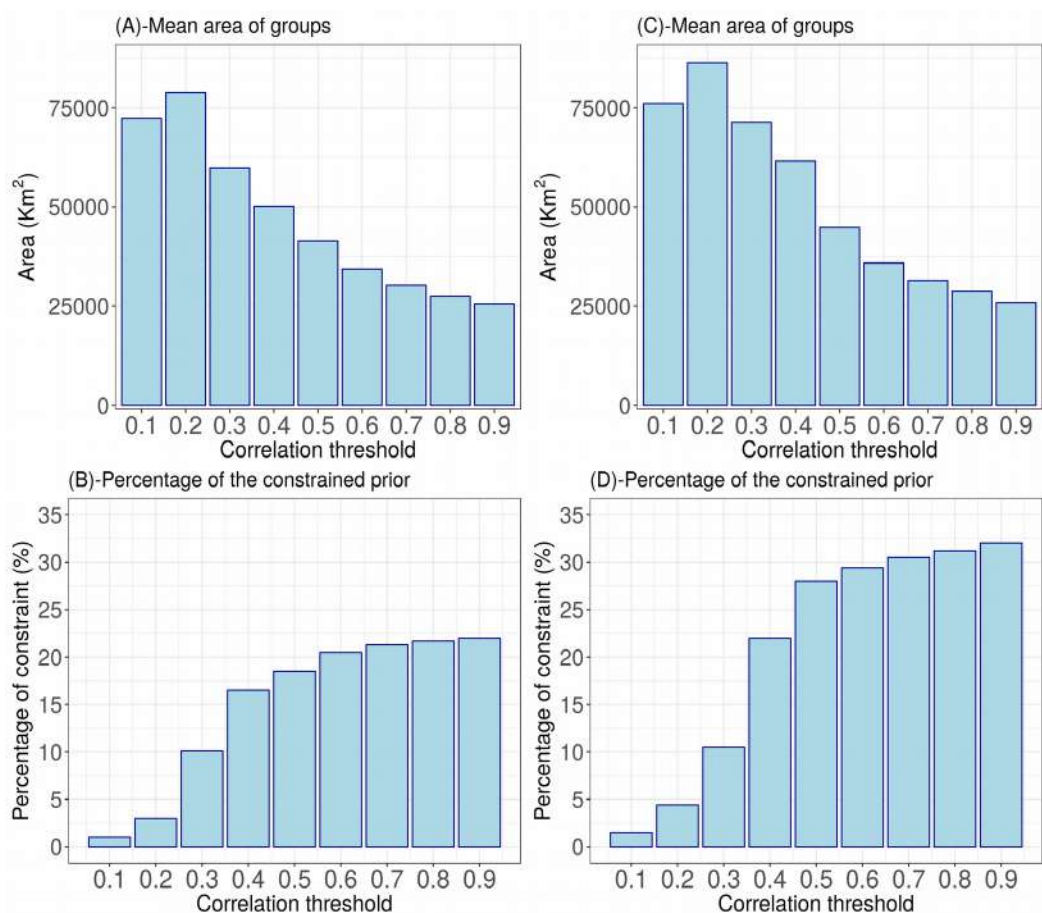 (A)-Mean area of groups
75000
50000
25000
0
Area (Km²)
0.1 0.2 0.3 0.4 0.5 0.6 0.7 0.8 0.9
Correlation threshold
(C)-Mean area of groups
75000
50000
25000
0
Area (Km²)
0.1 0.2 0.3 0.4 0.5 0.6 0.7 0.8 0.9
Correlation threshold
(B)-Percentage of the constrained prior
35
30
25
20
15
10
5
0
Percentage of constraint (%)
0.1 0.2 0.3 0.4 0.5 0.6 0.7 0.8 0.9
Correlation threshold
(D)-Percentage of the constrained prior
35
30
25
20
15
10
5
0
Percentage of constraint (%)
0.1 0.2 0.3 0.4 0.5 0.6 0.7 0.8 0.9
Correlation threshold